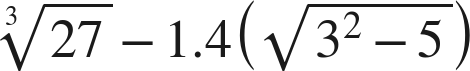 ∛27 − 1.4(√(3² − 5))